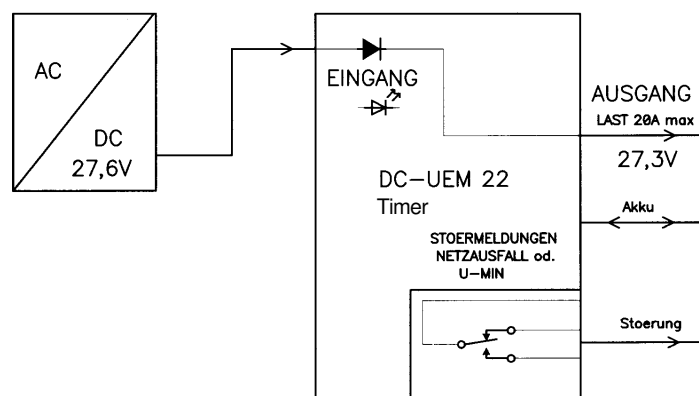 AC
DC
27,6V
EINGANG
AUSGANG
LAST 20A max
27,3V
DC-UEM 22
Timer
Akku
STOERMELDUNGEN
NETZAUSFALL od.
U-MIN
Stoerung